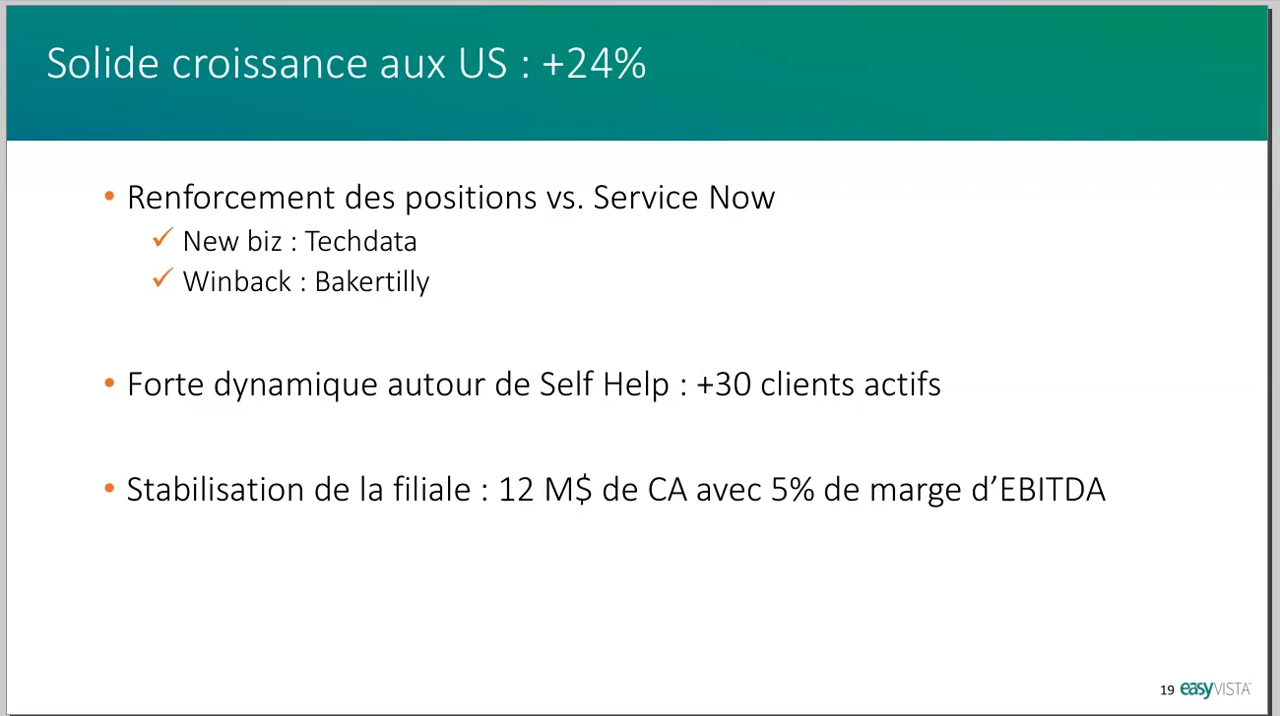 Solide croissance aux US : +24%
• Renforcement des positions vs. Service Now
✓ New biz : Techdata
✓ Winback : Bakertilly
• Forte dynamique autour de Self Help : +30 clients actifs
• Stabilisation de la filiale : 12 M$ de CA avec 5% de marge d’EBITDA
19 easyVISTA